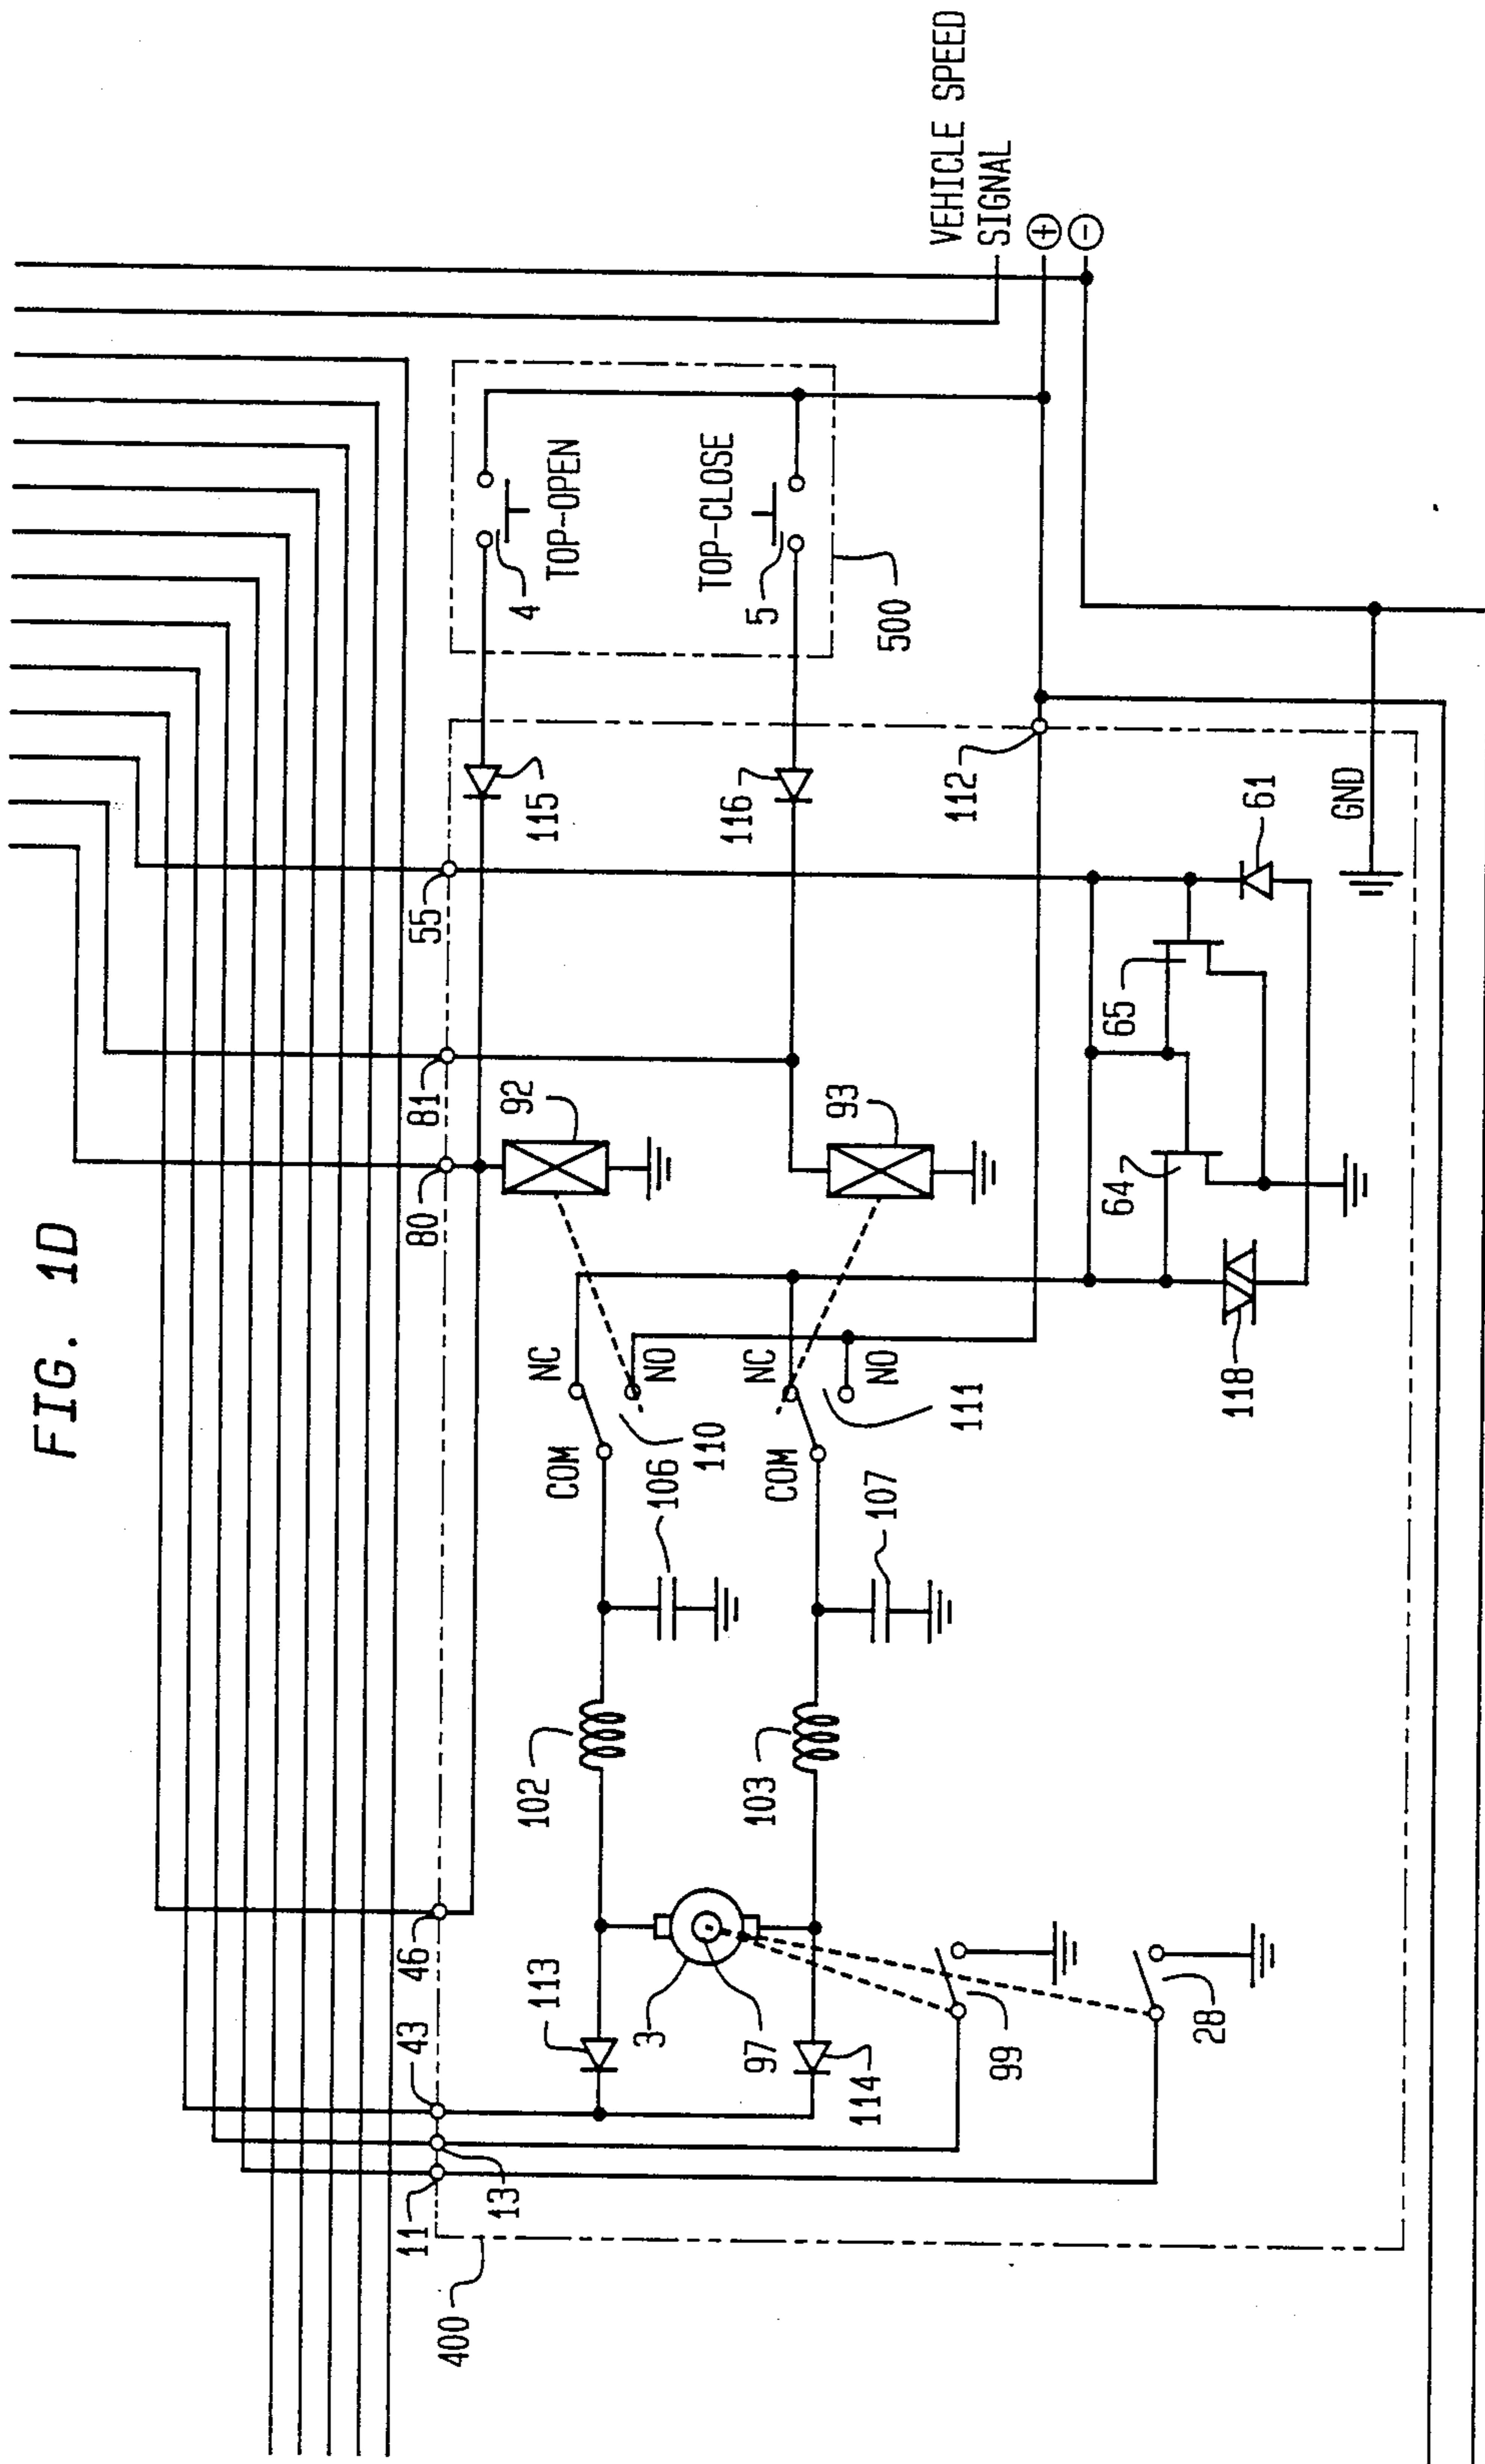 FIG. 1D
VEHICLE SPEED
SIGNAL
+
-
TOP-OPEN
4
TOP-CLOSE
5
500
115
116
112
55
81
80
92
93
61
GND
65
64
118
NC
NO
COM
110
NC
NO
COM
111
106
107
102
103
46
43
113
3
97
114
99
28
13
11
400